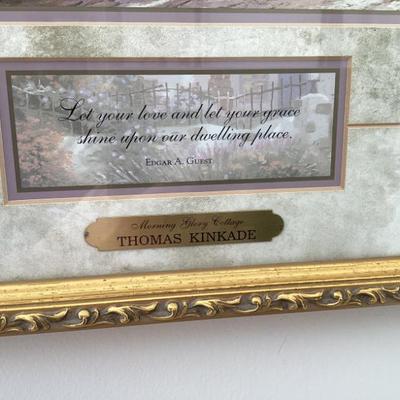 Let your love and let your grace
shine upon our dwelling place.
EDGAR A. GUEST
Morning Glory Cottage
THOMAS KINKADE